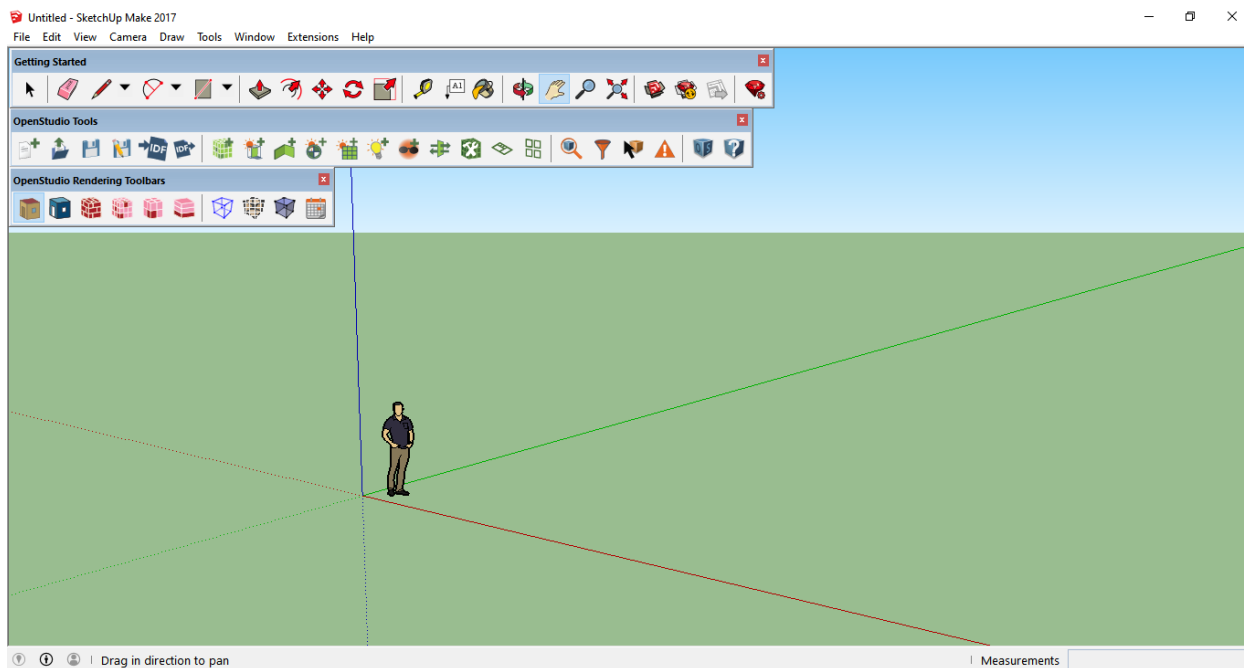 Untitled - SketchUp Make 2017
File Edit View Camera Draw Tools Window Extensions Help
Getting Started
A1
OpenStudio Tools
IDF IDF
OpenStudio Rendering Toolbars
Drag in direction to pan
Measurements